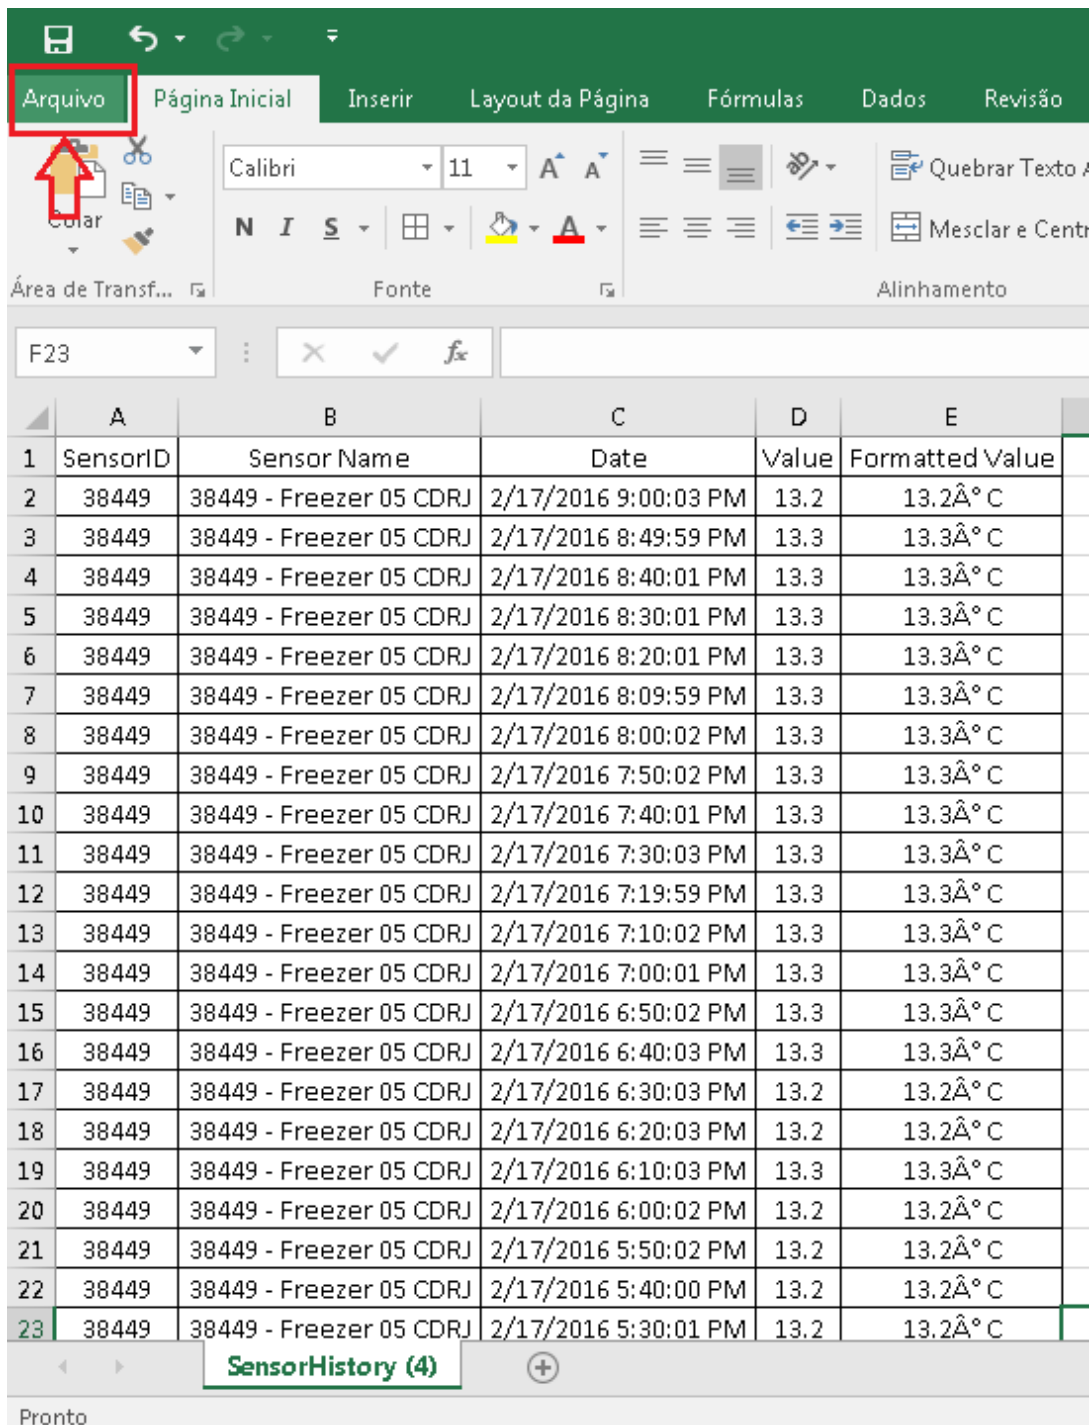 Arquivo Página Inicial Inserir Layout da Página Fórmulas Dados Revisão
Calibri 11 A A Quebrar Texto A
Colar
N I S A Mesclar e Centr
Área de Transf... Fonte Alinhamento
F23 fx
A B C D E
1 SensorID Sensor Name Date Value Formatted Value
2 38449 38449 - Freezer 05 CDRJ 2/17/2016 9:00:03 PM 13.2 13.2Â°C
3 38449 38449 - Freezer 05 CDRJ 2/17/2016 8:49:59 PM 13.3 13.3Â°C
4 38449 38449 - Freezer 05 CDRJ 2/17/2016 8:40:01 PM 13.3 13.3Â°C
5 38449 38449 - Freezer 05 CDRJ 2/17/2016 8:30:01 PM 13.3 13.3Â°C
6 38449 38449 - Freezer 05 CDRJ 2/17/2016 8:20:01 PM 13.3 13.3Â°C
7 38449 38449 - Freezer 05 CDRJ 2/17/2016 8:09:59 PM 13.3 13.3Â°C
8 38449 38449 - Freezer 05 CDRJ 2/17/2016 8:00:02 PM 13.3 13.3Â°C
9 38449 38449 - Freezer 05 CDRJ 2/17/2016 7:50:02 PM 13.3 13.3Â°C
10 38449 38449 - Freezer 05 CDRJ 2/17/2016 7:40:01 PM 13.3 13.3Â°C
11 38449 38449 - Freezer 05 CDRJ 2/17/2016 7:30:03 PM 13.3 13.3Â°C
12 38449 38449 - Freezer 05 CDRJ 2/17/2016 7:19:59 PM 13.3 13.3Â°C
13 38449 38449 - Freezer 05 CDRJ 2/17/2016 7:10:02 PM 13.3 13.3Â°C
14 38449 38449 - Freezer 05 CDRJ 2/17/2016 7:00:01 PM 13.3 13.3Â°C
15 38449 38449 - Freezer 05 CDRJ 2/17/2016 6:50:02 PM 13.3 13.3Â°C
16 38449 38449 - Freezer 05 CDRJ 2/17/2016 6:40:03 PM 13.3 13.3Â°C
17 38449 38449 - Freezer 05 CDRJ 2/17/2016 6:30:03 PM 13.2 13.2Â°C
18 38449 38449 - Freezer 05 CDRJ 2/17/2016 6:20:03 PM 13.2 13.2Â°C
19 38449 38449 - Freezer 05 CDRJ 2/17/2016 6:10:03 PM 13.3 13.3Â°C
20 38449 38449 - Freezer 05 CDRJ 2/17/2016 6:00:02 PM 13.2 13.2Â°C
21 38449 38449 - Freezer 05 CDRJ 2/17/2016 5:50:02 PM 13.2 13.2Â°C
22 38449 38449 - Freezer 05 CDRJ 2/17/2016 5:40:00 PM 13.2 13.2Â°C
23 38449 38449 - Freezer 05 CDRJ 2/17/2016 5:30:01 PM 13.2 13.2Â°C
SensorHistory (4)
Pronto